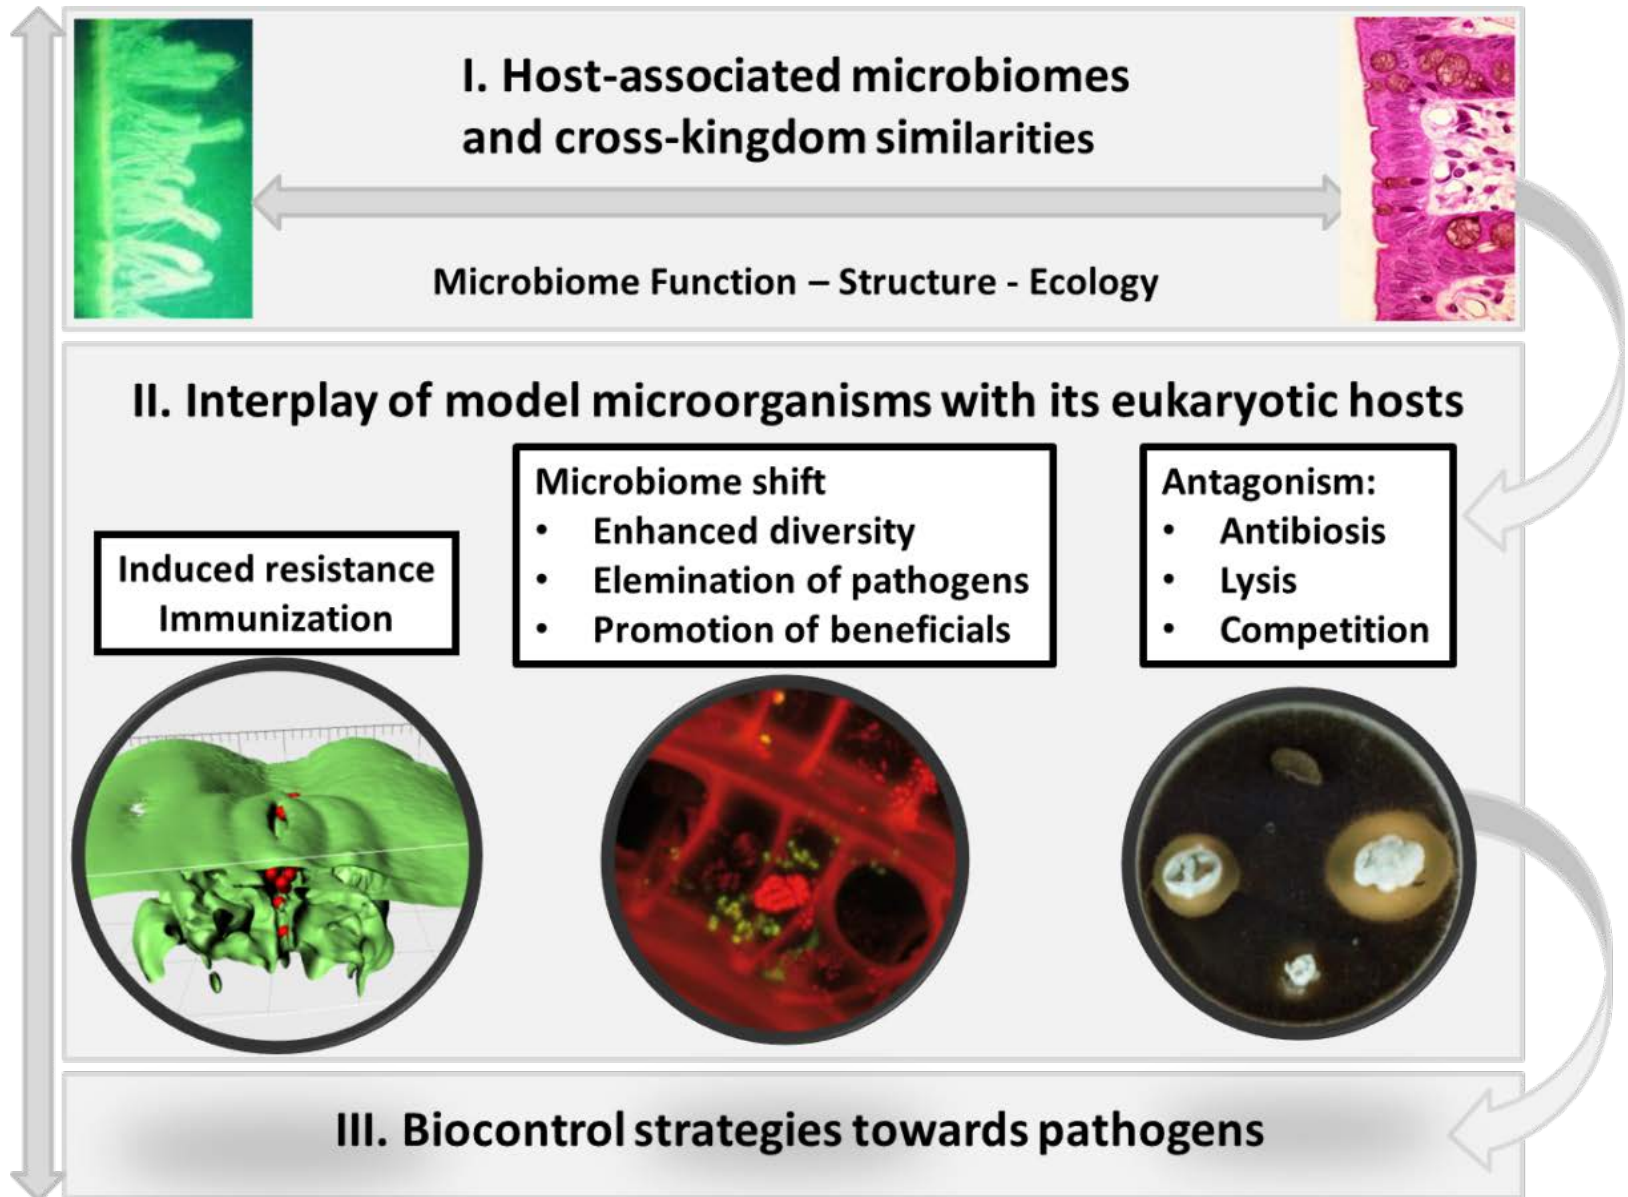 I. Host-associated microbiomes
and cross-kingdom similarities
Microbiome Function – Structure - Ecology
II. Interplay of model microorganisms with its eukaryotic hosts
Induced resistance
Immunization
Microbiome shift
• Enhanced diversity
• Elemination of pathogens
• Promotion of beneficials
Antagonism:
• Antibiosis
• Lysis
• Competition
III. Biocontrol strategies towards pathogens